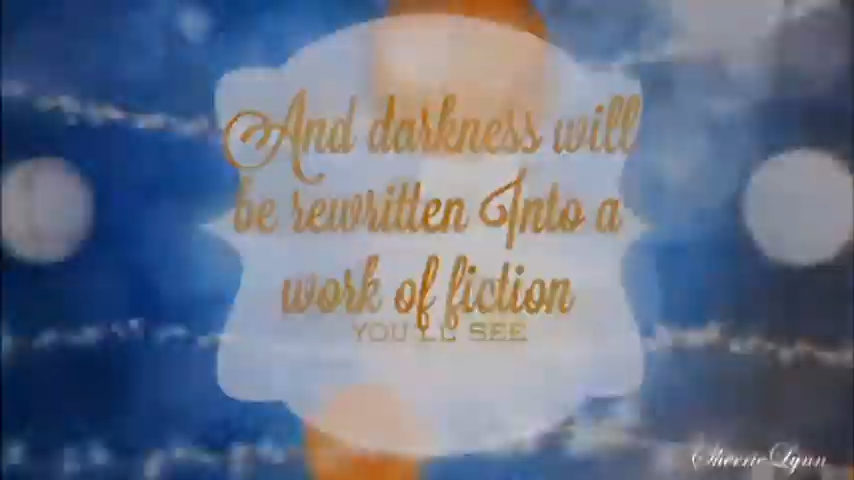 And darkness will
be rewritten Into a
work of fiction
YOU'LL SEE
SherrieLynn